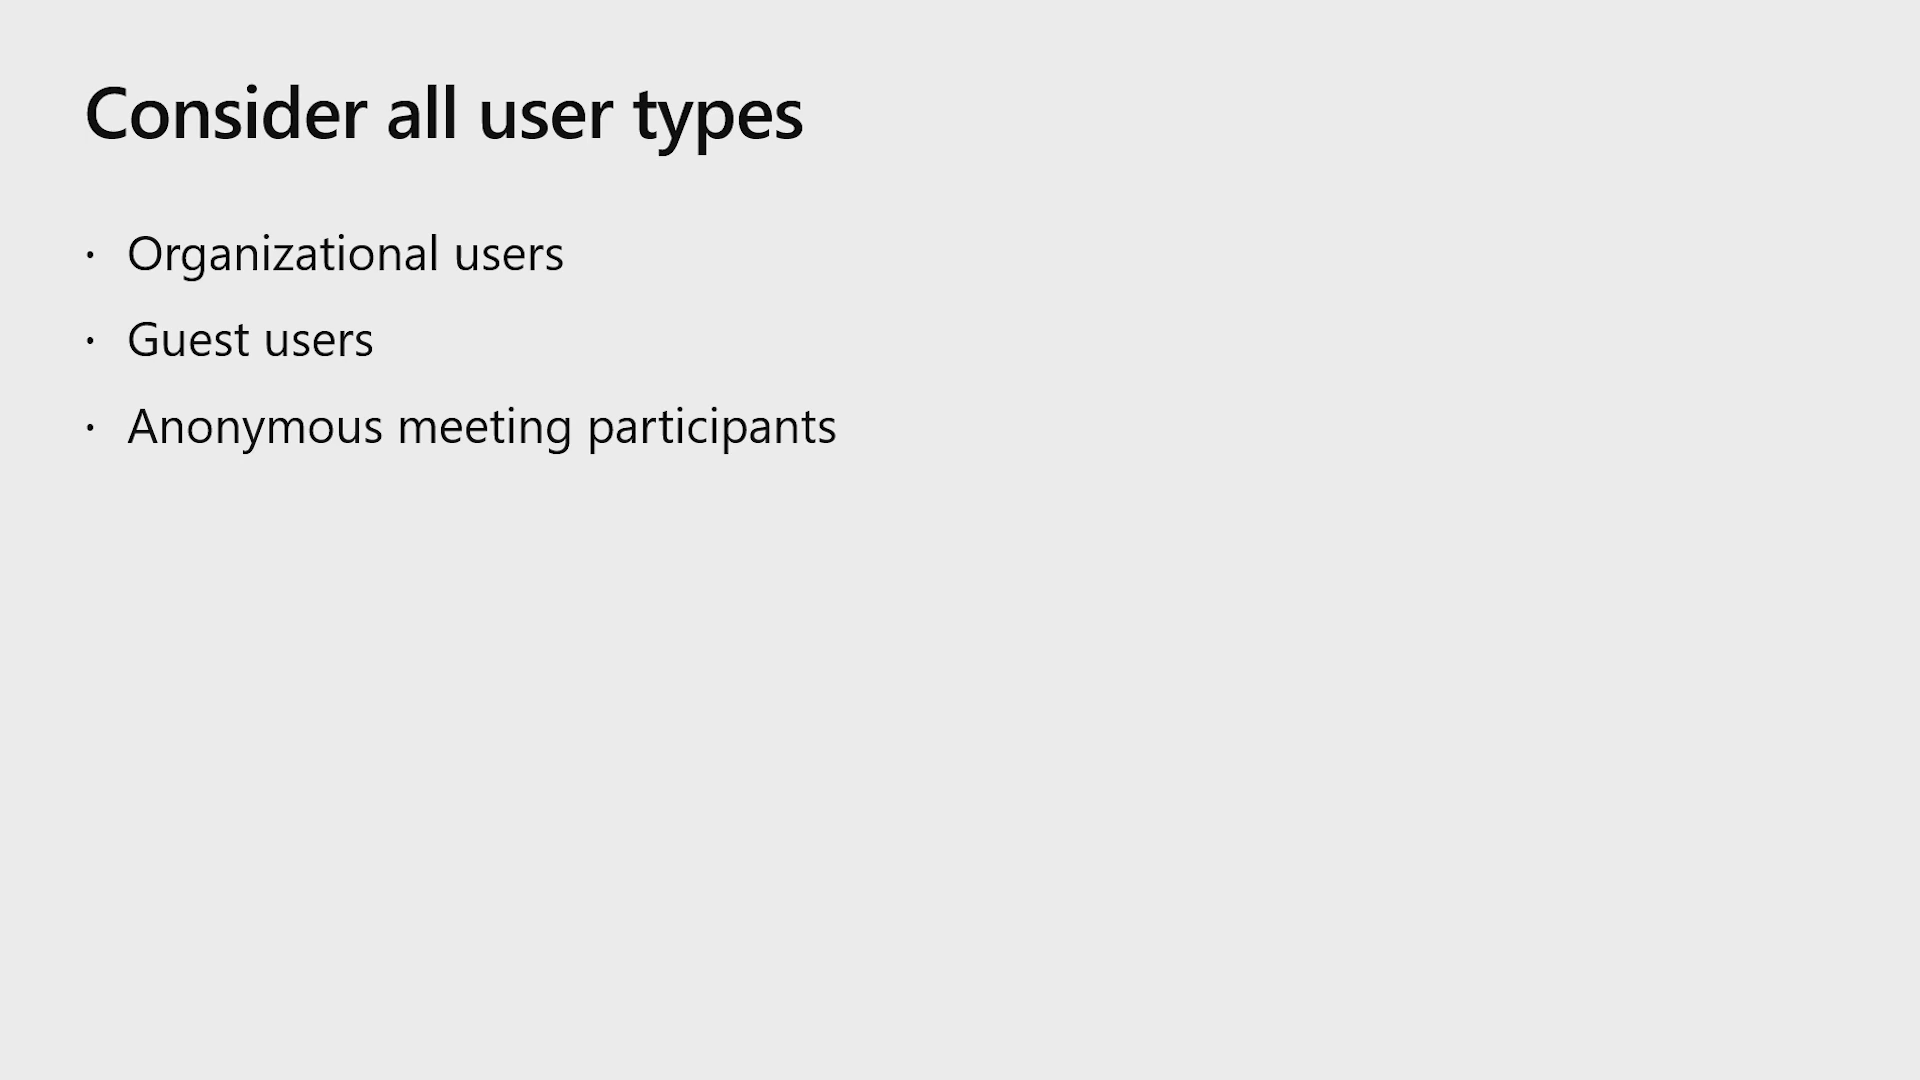 Consider all user types
· Organizational users
· Guest users
· Anonymous meeting participants